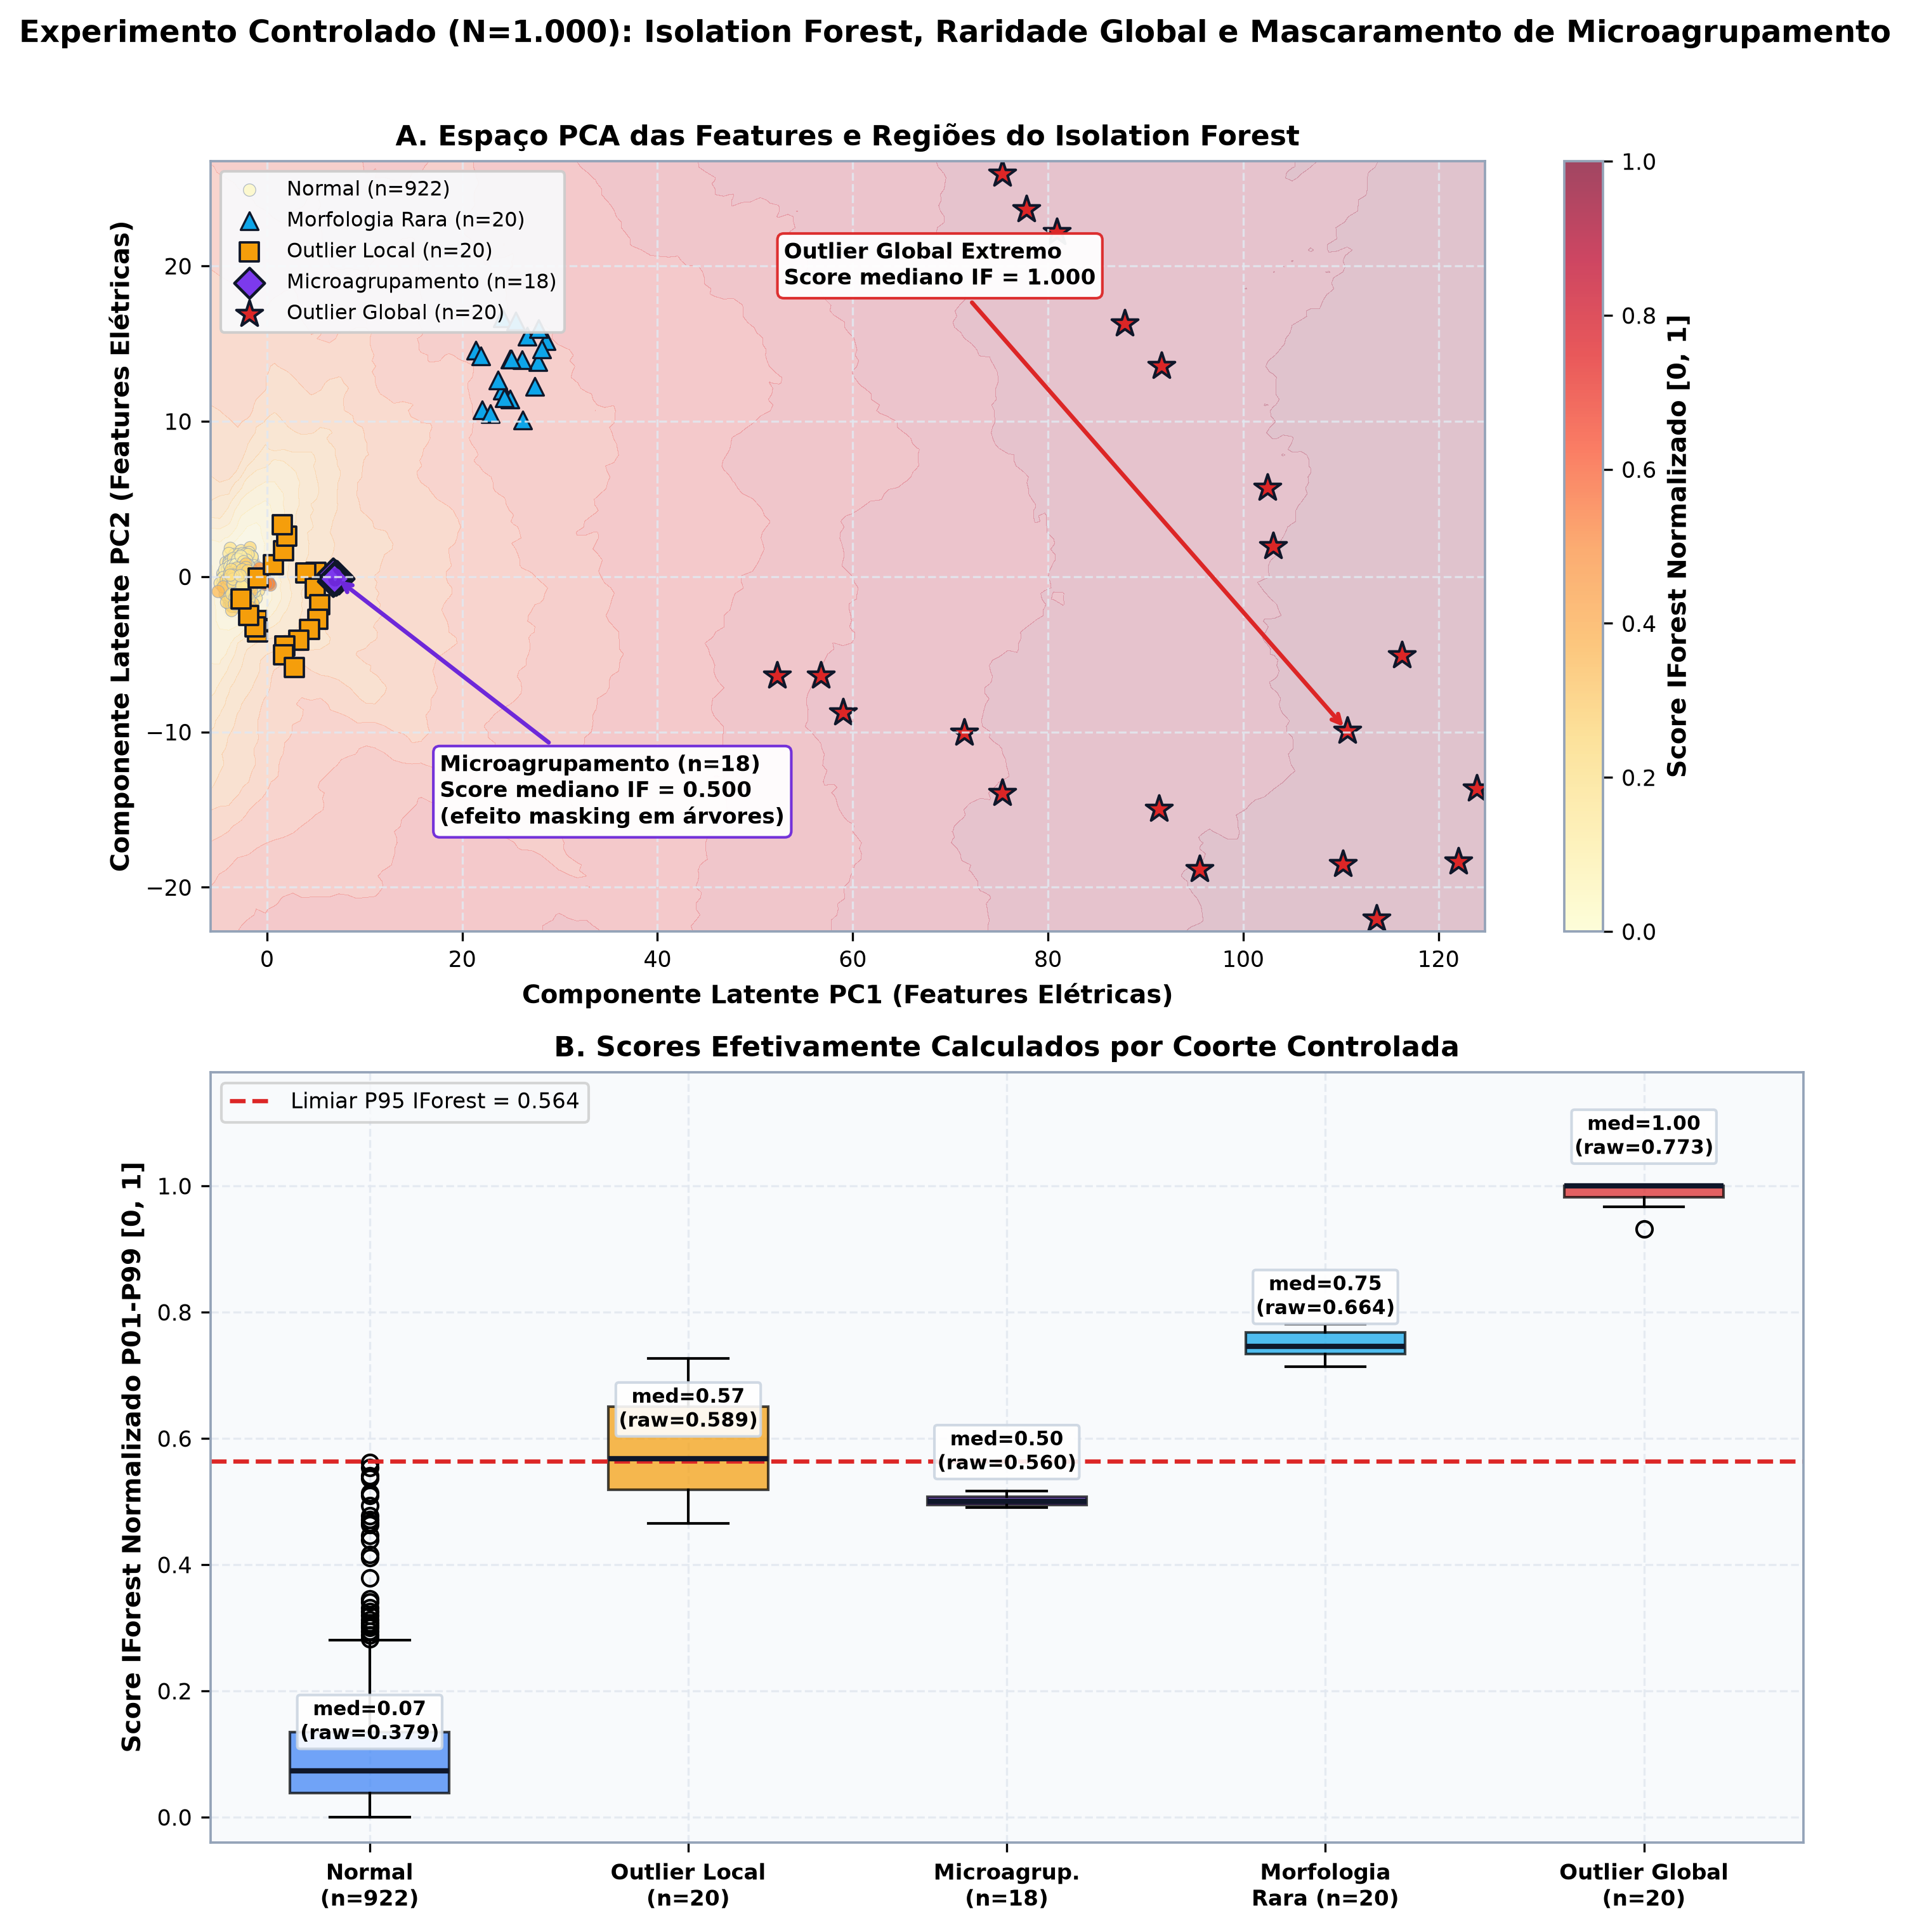 Experimento Controlado (N=1.000): Isolation Forest, Raridade Global e Mascaramento de Microagrupamento
A. Espaço PCA das Features e Regiões do Isolation Forest
Normal (n=922)
Morfologia Rara (n=20)
Outlier Local (n=20)
Microagrupamento (n=18)
Outlier Global (n=20)
Outlier Global Extremo
Score mediano IF = 1.000
Microagrupamento (n=18)
Score mediano IF = 0.500
(efeito masking em árvores)
Componente Latente PC2 (Features Elétricas)
20
10
0
−10
−20
0
20
40
60
80
100
120
Componente Latente PC1 (Features Elétricas)
1.0
0.8
0.6
0.4
0.2
0.0
Score IForest Normalizado [0, 1]
B. Scores Efetivamente Calculados por Coorte Controlada
Limiar P95 IForest = 0.564
Score IForest Normalizado P01-P99 [0, 1]
1.0
0.8
0.6
0.4
0.2
0.0
med=0.07
(raw=0.379)
med=0.57
(raw=0.589)
med=0.50
(raw=0.560)
med=0.75
(raw=0.664)
med=1.00
(raw=0.773)
Normal
(n=922)
Outlier Local
(n=20)
Microagrup.
(n=18)
Morfologia
Rara (n=20)
Outlier Global
(n=20)